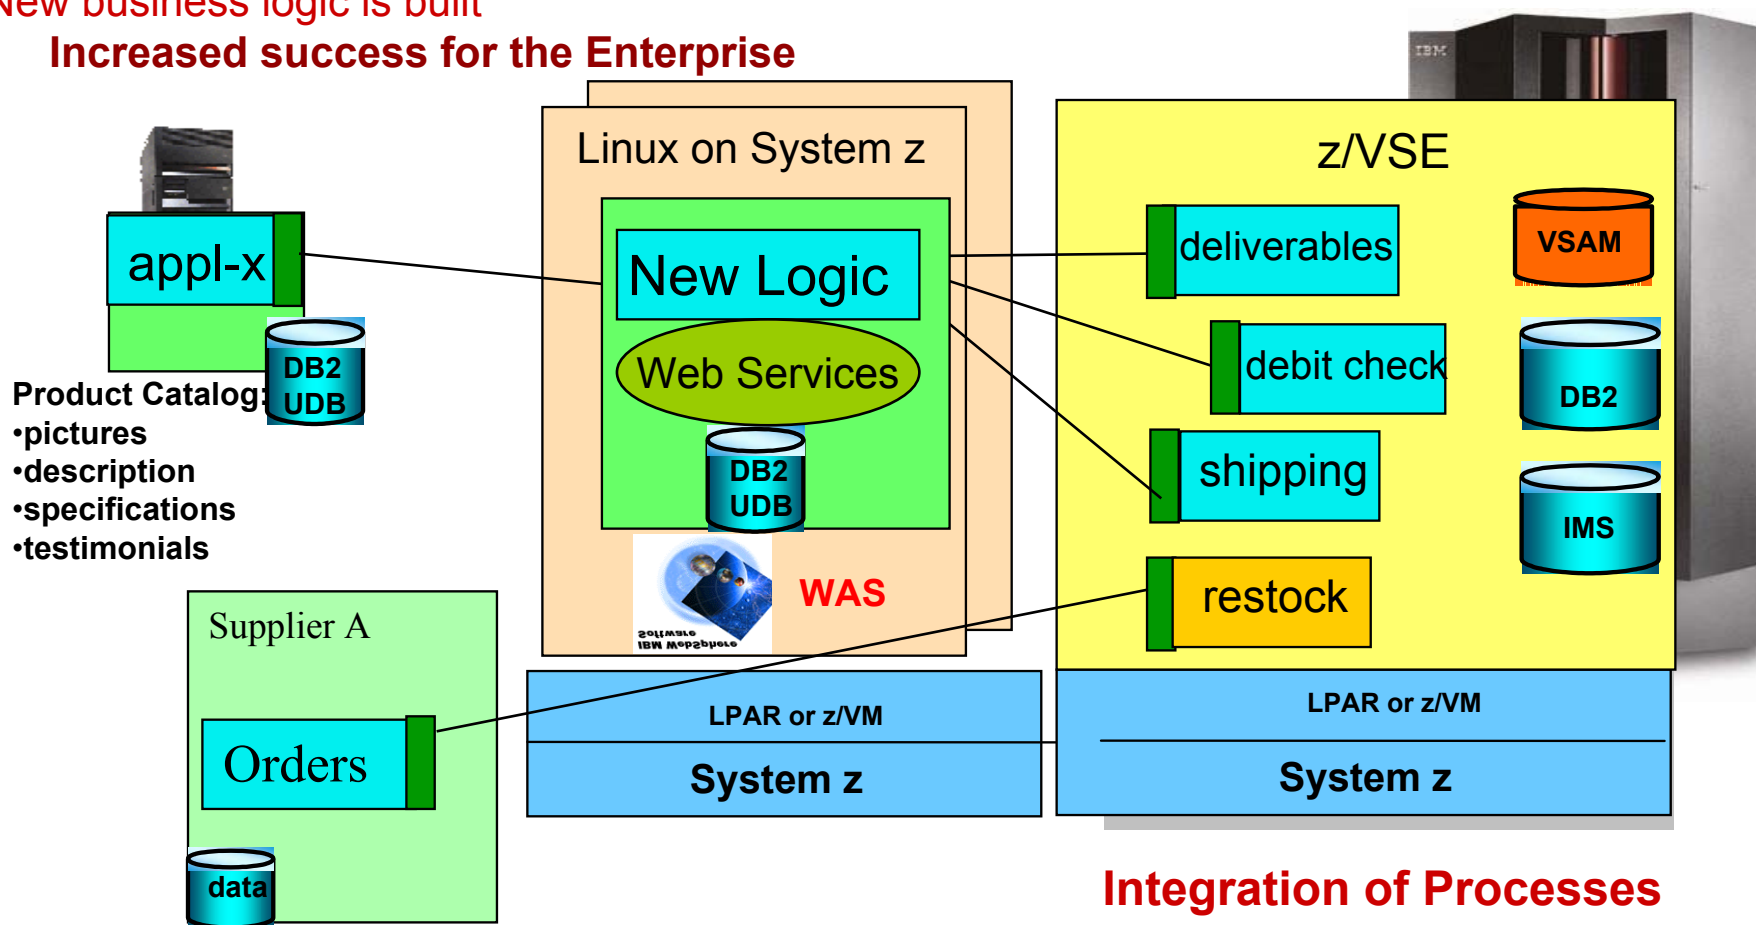 New business logic is built
Increased success for the Enterprise
IBM
Linux on System z
z/VSE
appl-x
New Logic
deliverables
VSAM
DB2
UDB
Web Services
debit check
DB2
Product Catalog:
•pictures
•description
•specifications
•testimonials
DB2
UDB
shipping
IMS
WAS
Software
IBM WebSphere
restock
Supplier A
Orders
data
LPAR or z/VM
System z
LPAR or z/VM
System z
Integration of Processes